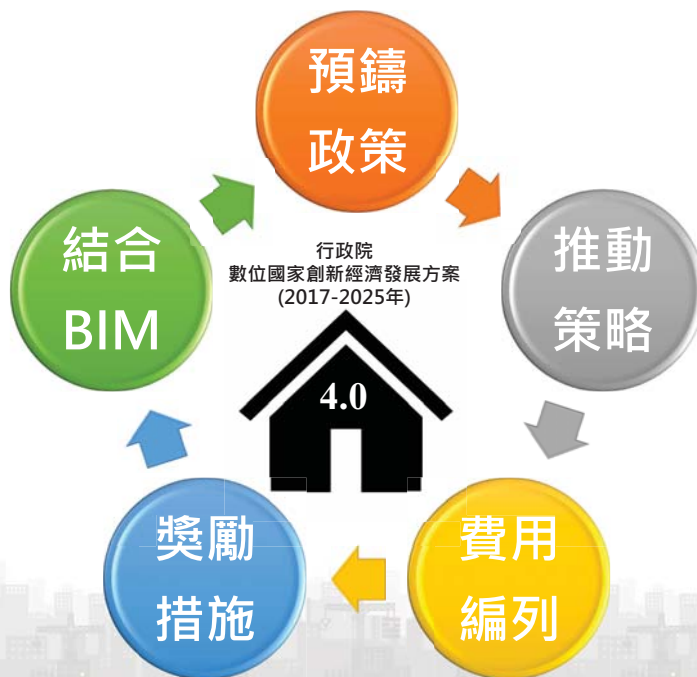 預鑄
政策
結合
BIM
行政院
數位國家創新經濟發展方案
(2017-2025年)
推動
策略
4.0
獎勵
措施
費用
編列